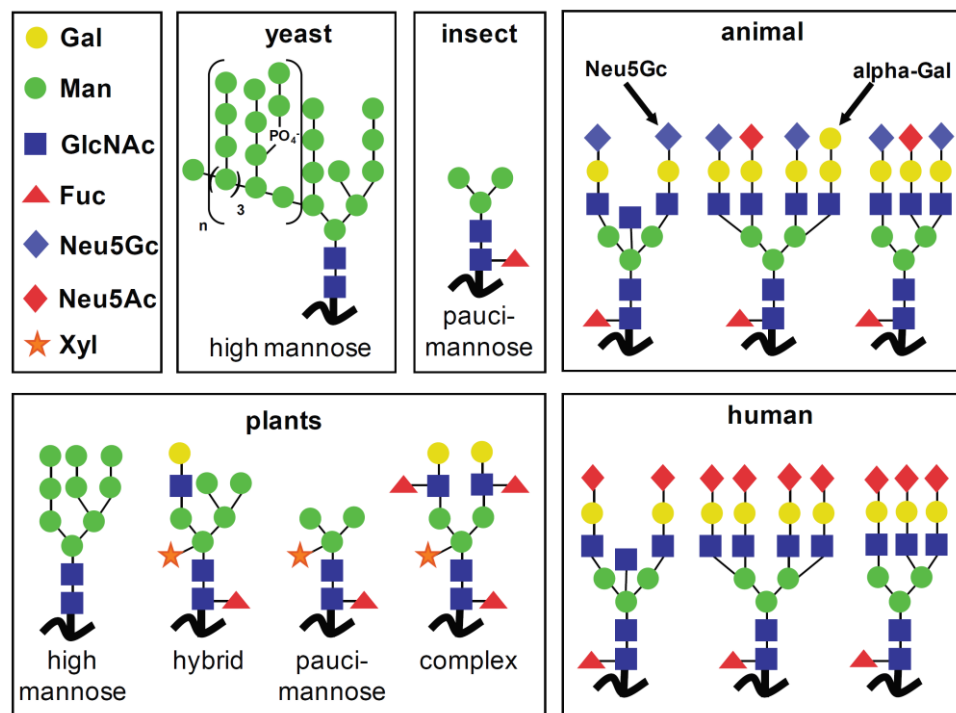 Gal
Man
GlcNAc
Fuc
Neu5Gc
Neu5Ac
Xyl
yeast
PO₄⁻
3
n
high mannose
insect
pauci-
mannose
animal
Neu5Gc
alpha-Gal
plants
high
mannose
hybrid
pauci-
mannose
complex
human